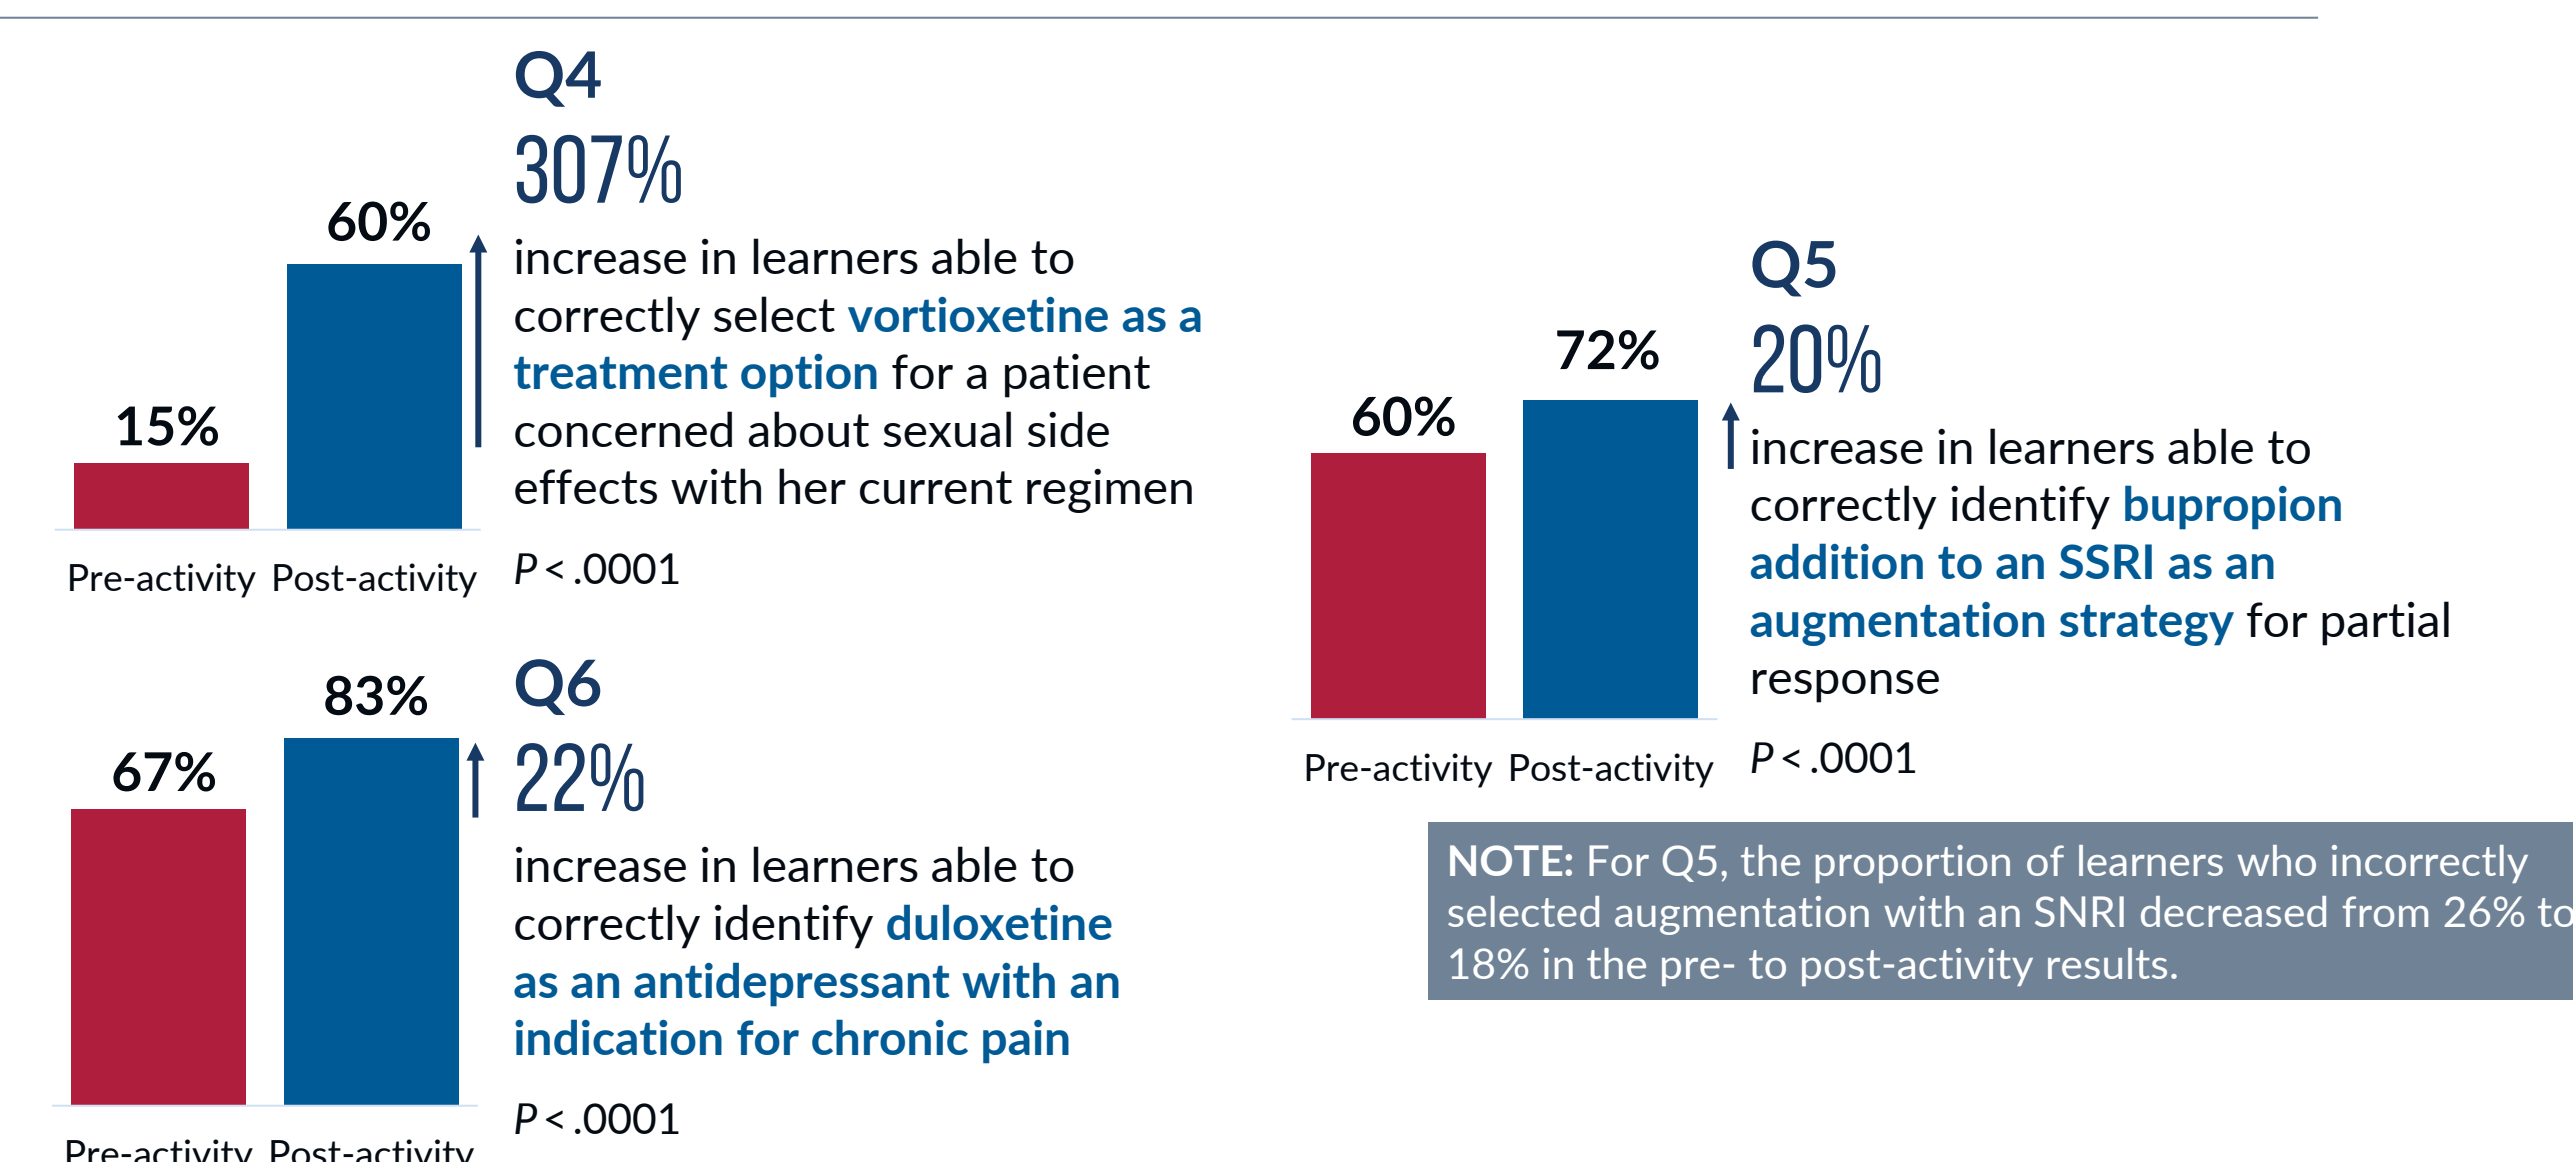 Q4
307%
increase in learners able to
correctly select vortioxetine as a
treatment option for a patient
concerned about sexual side
effects with her current regimen
P < .0001
60%
15%
Pre-activity Post-activity
Q5
20%
increase in learners able to
correctly identify bupropion
addition to an SSRI as an
augmentation strategy for partial
response
P < .0001
72%
60%
Pre-activity Post-activity
Q6
22%
increase in learners able to
correctly identify duloxetine
as an antidepressant with an
indication for chronic pain
P < .0001
83%
67%
Pre-activity Post-activity
NOTE: For Q5, the proportion of learners who incorrectly
selected augmentation with an SNRI decreased from 26% to
18% in the pre- to post-activity results.